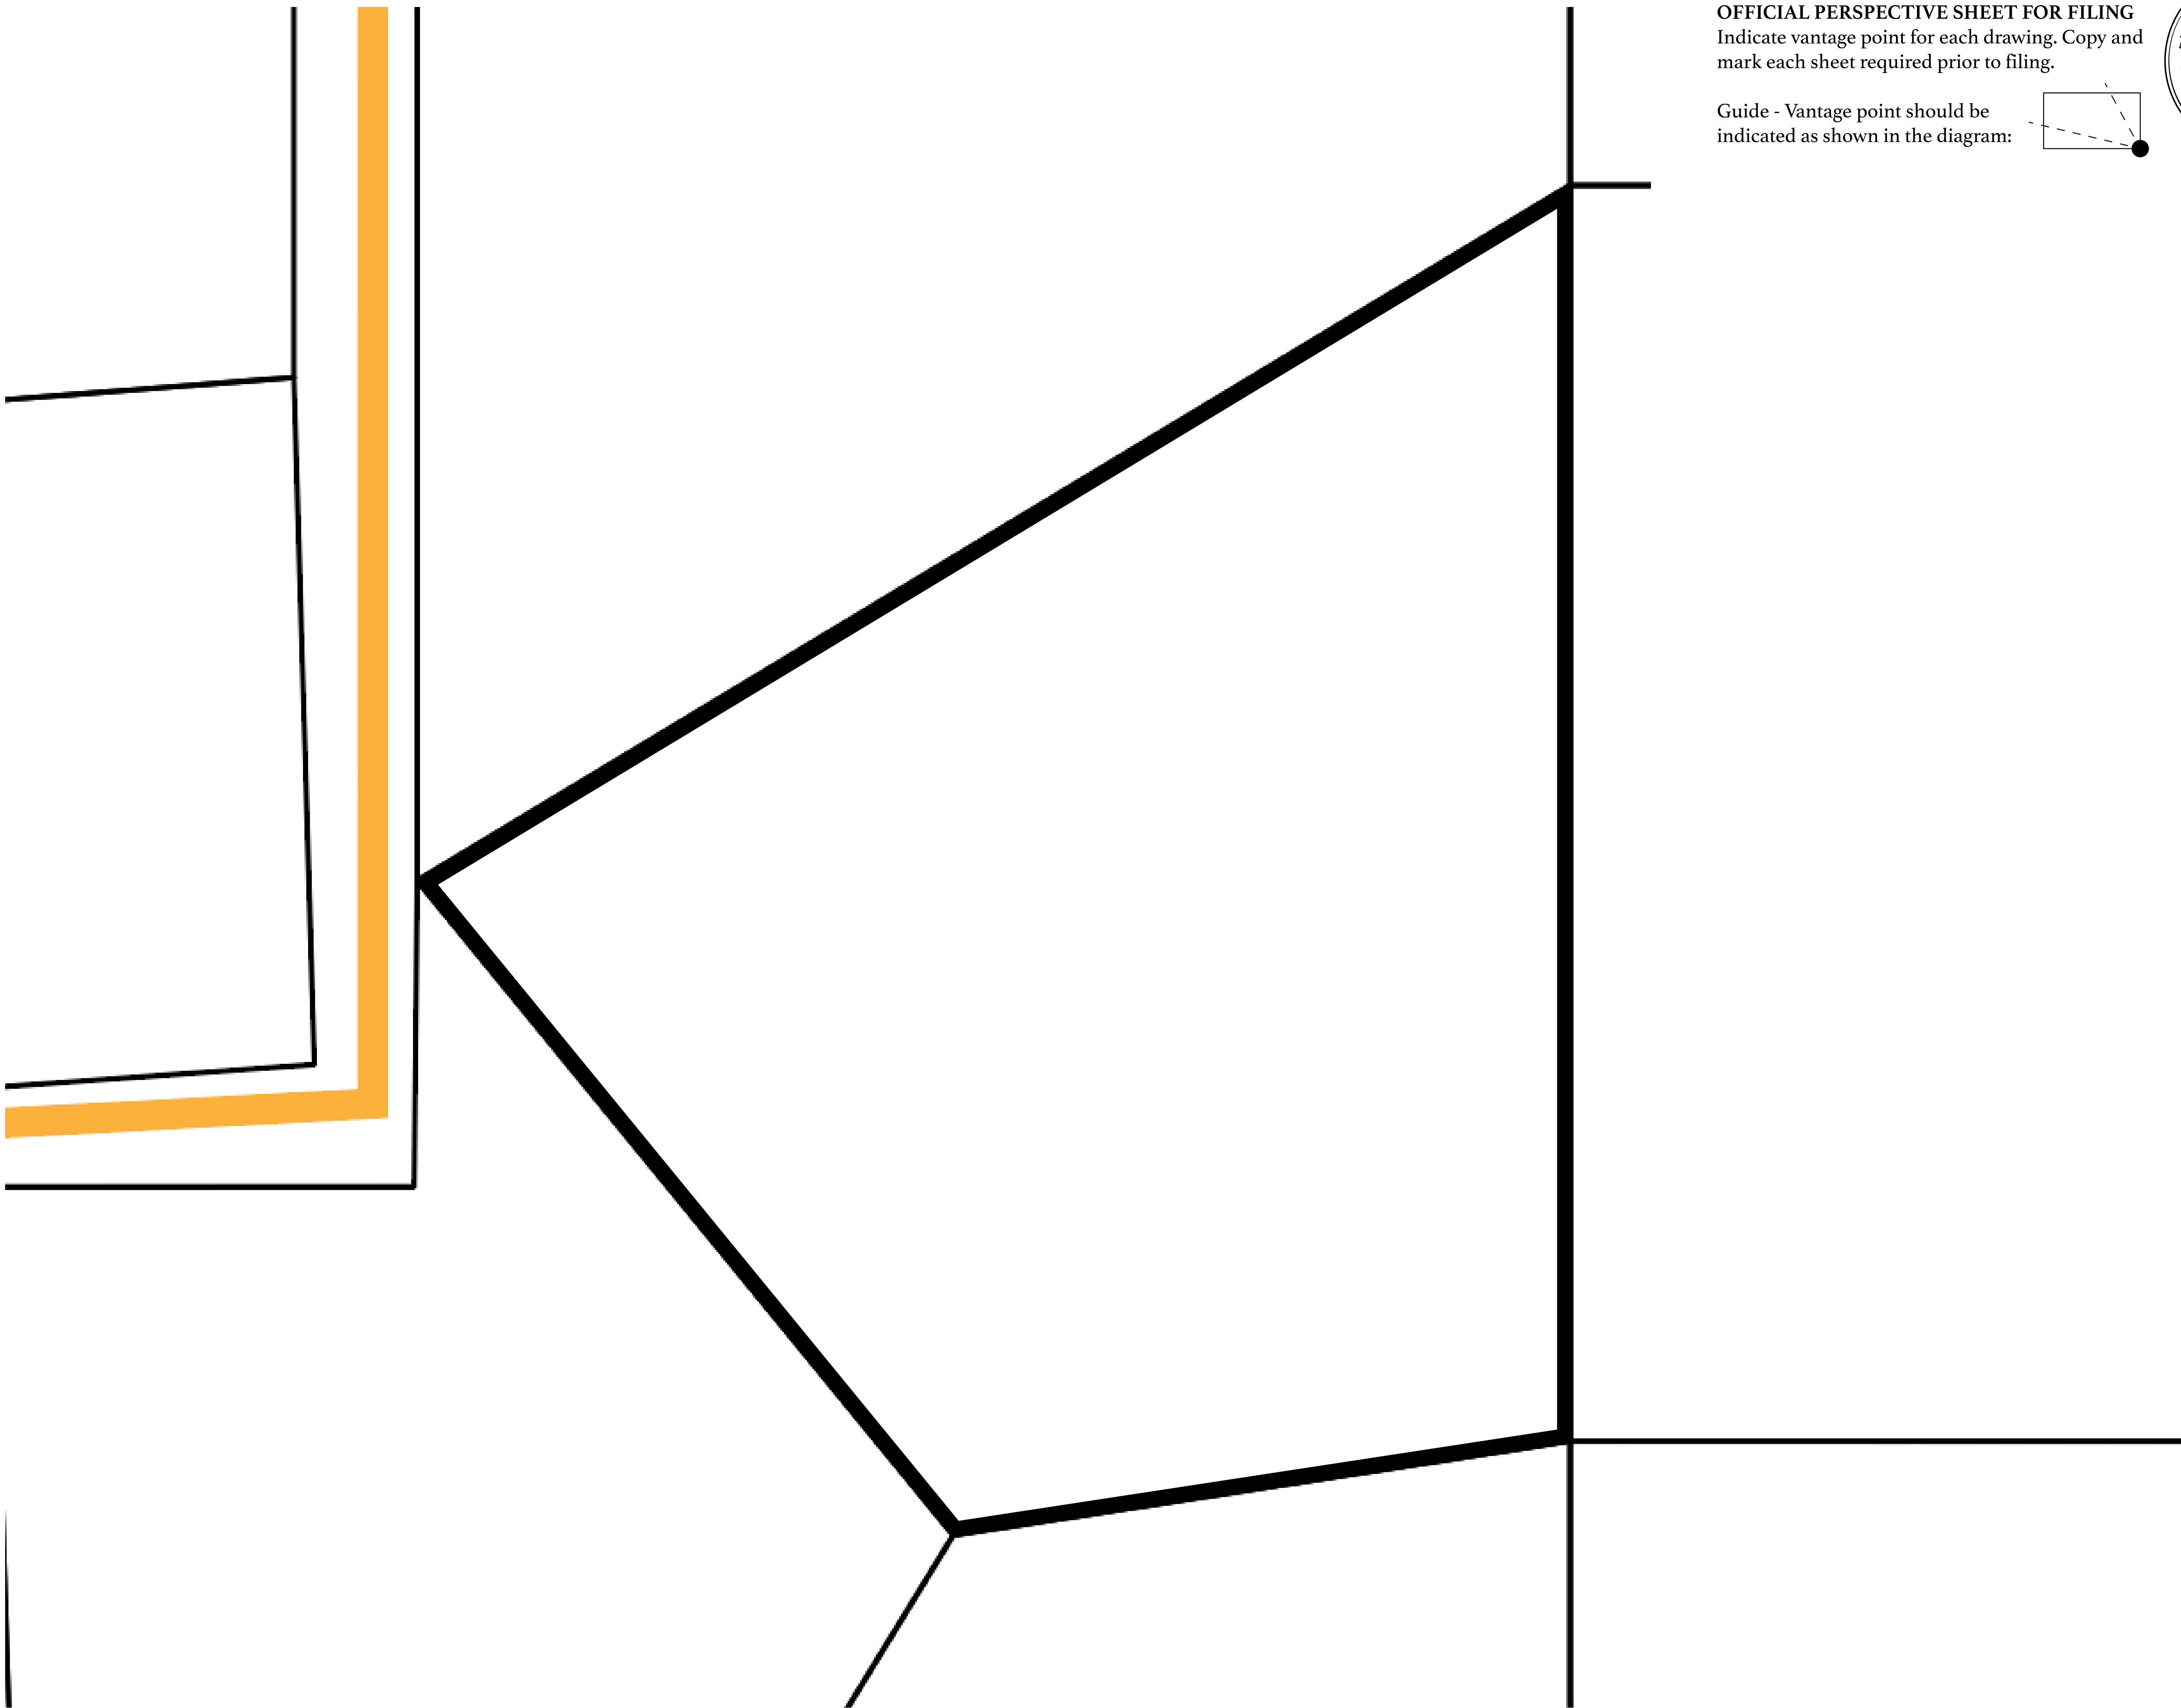 OFFICIAL PERSPECTIVE SHEET FOR FILING
Indicate vantage point for each drawing. Copy and
mark each sheet required prior to filing.
Guide - Vantage point should be
indicated as shown in the diagram: